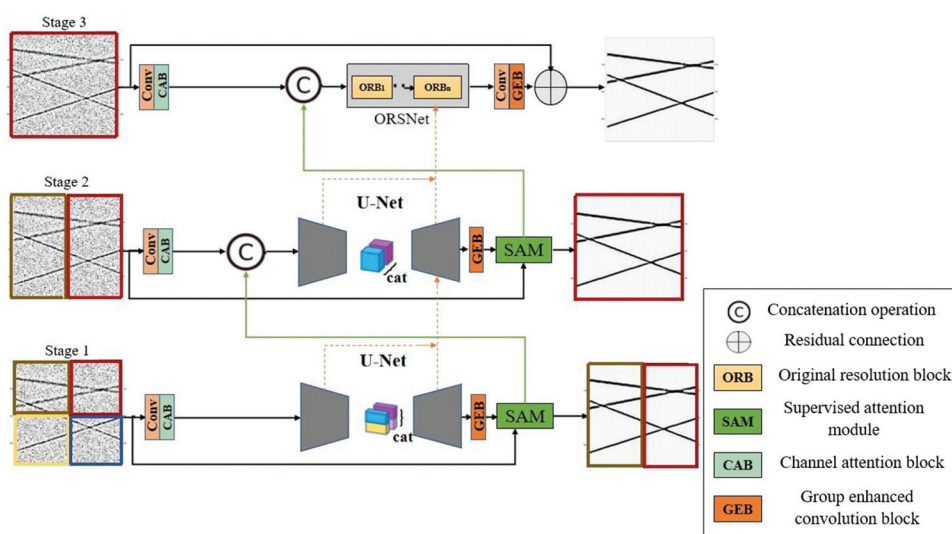 Stage 3
Conv
CAB
C
ORB1
ORBn
ORSNet
Conv
GEB
Stage 2
Conv
CAB
C
U-Net
cat
GEB
SAM
Stage 1
Conv
CAB
U-Net
cat
GEB
SAM
C
Concatenation operation
Residual connection
ORB
Original resolution block
SAM
Supervised attention
module
CAB
Channel attention block
GEB
Group enhanced
convolution block